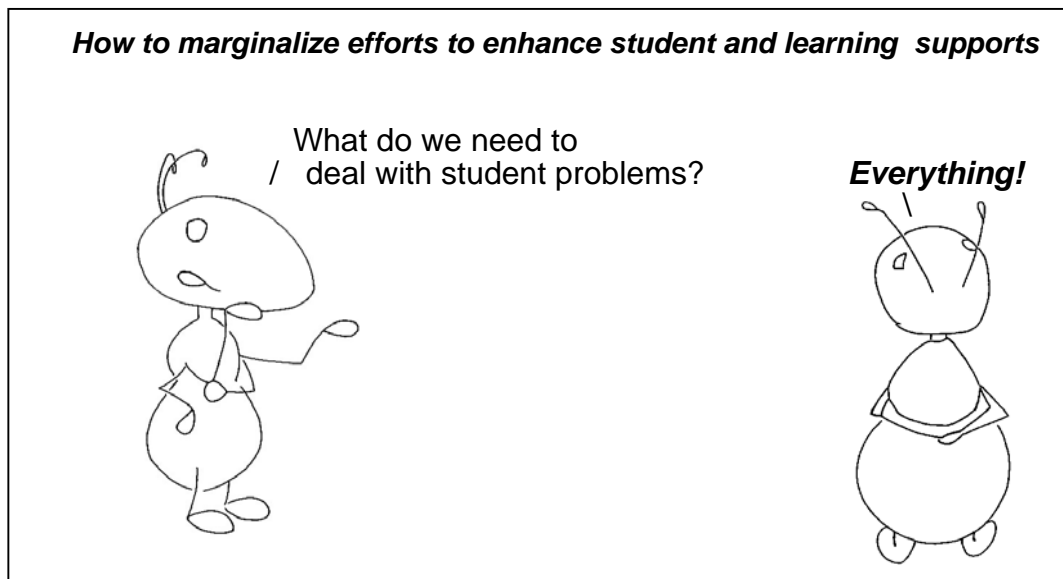 How to marginalize efforts to enhance student and learning supports
What do we need to
deal with student problems?
Everything!